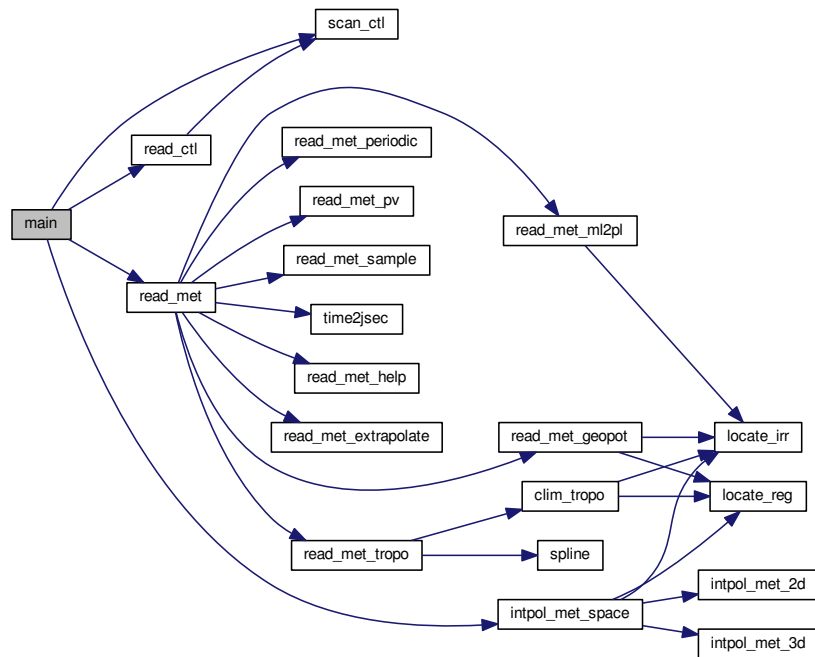 scan_ctl
read_ctl
read_met_periodic
read_met_pv
main
read_met_ml2pl
read_met_sample
read_met
time2jsec
read_met_help
read_met_extrapolate
read_met_geopot
locate_irr
clim_tropo
locate_reg
read_met_tropo
spline
intpol_met_2d
intpol_met_space
intpol_met_3d